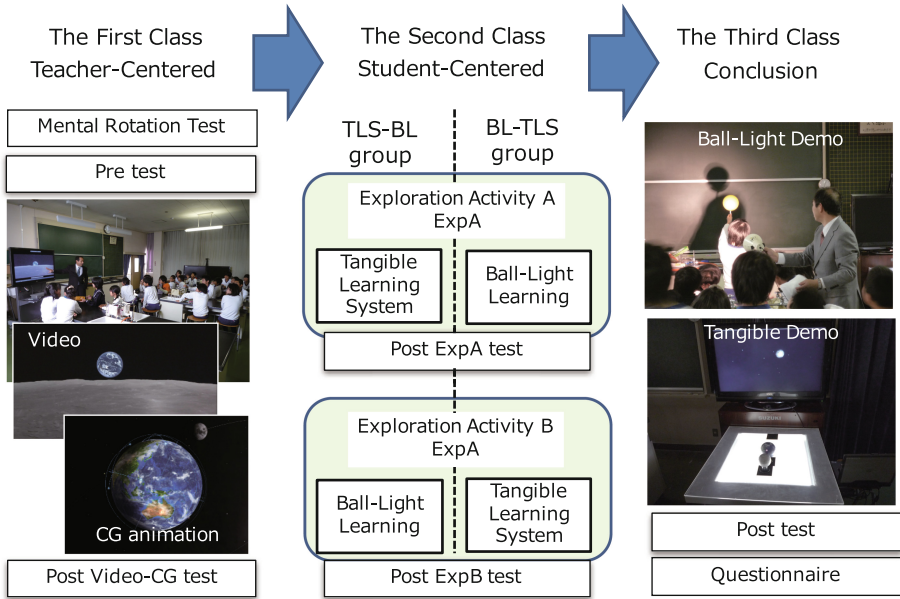 The First Class
Teacher-Centered
Mental Rotation Test
Pre test
Video
CG animation
Post Video-CG test
The Second Class
Student-Centered
TLS-BL
group
BL-TLS
group
Exploration Activity A
ExpA
Tangible
Learning
System
Ball-Light
Learning
Post ExpA test
Exploration Activity B
ExpA
Ball-Light
Learning
Tangible
Learning
System
Post ExpB test
The Third Class
Conclusion
Ball-Light Demo
Tangible Demo
Post test
Questionnaire